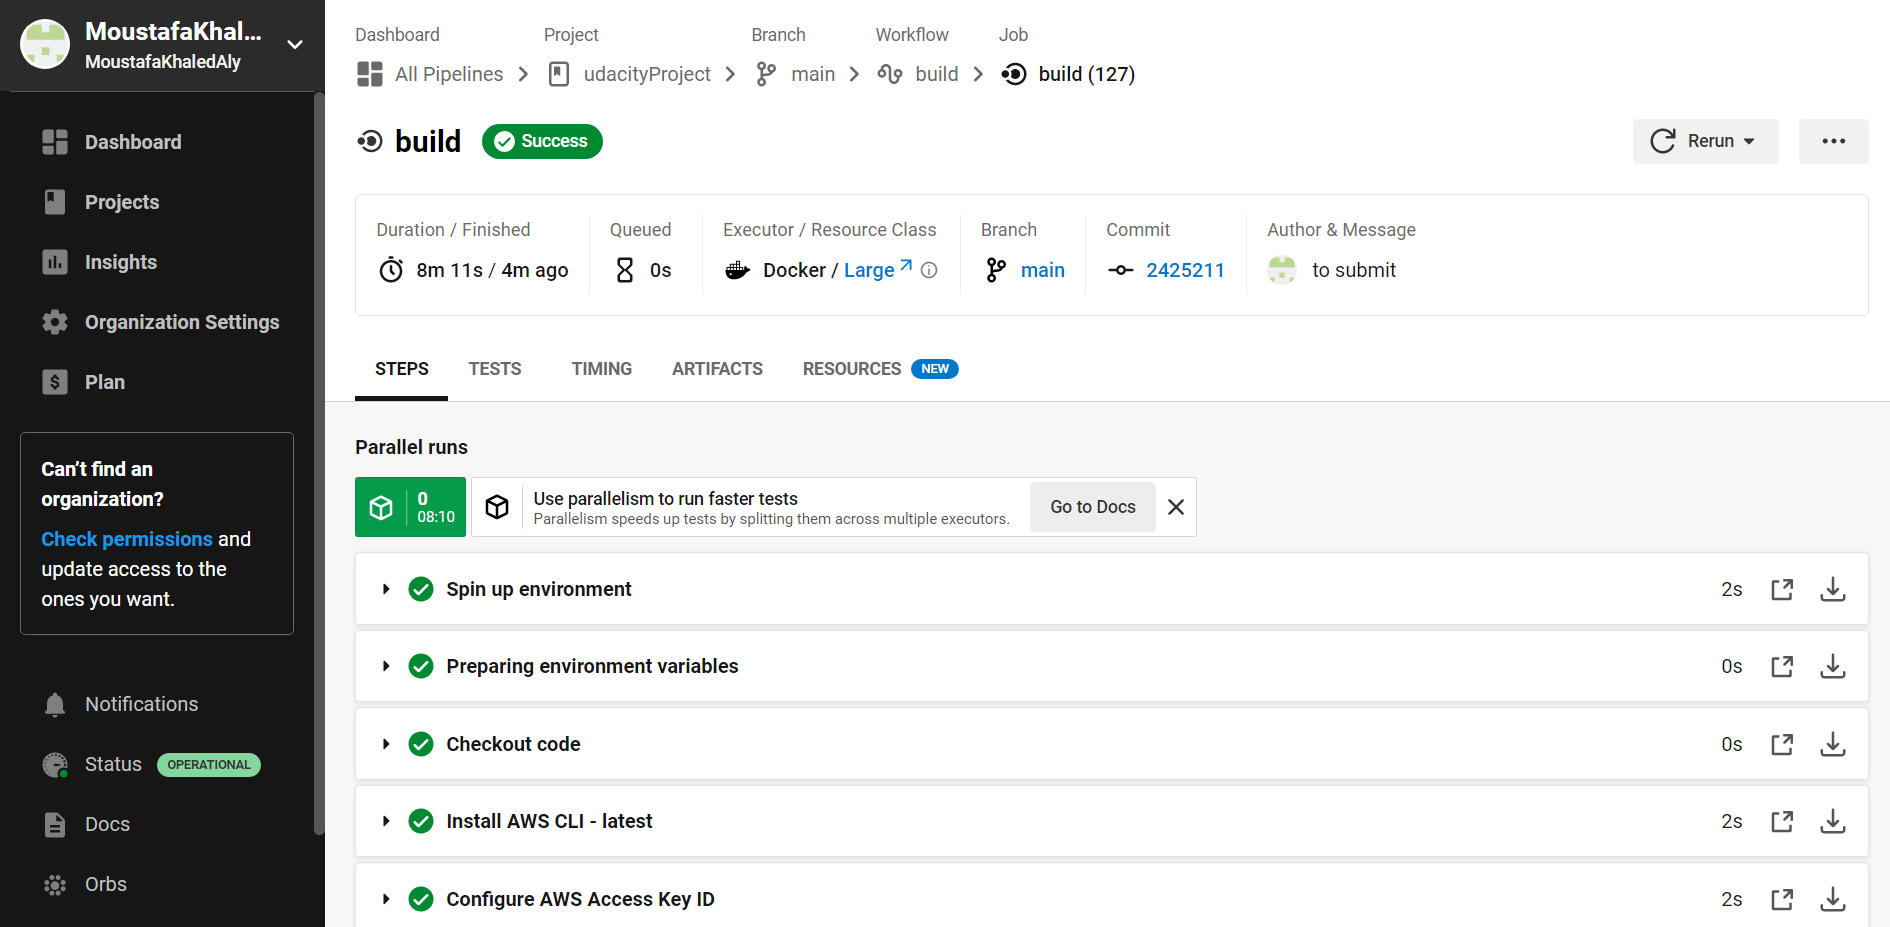 MoustafaKhal...
MoustafaKhaledAly
Dashboard
Projects
Insights
Organization Settings
Plan
Can't find an
organization?
Check permissions and
update access to the
ones you want.
Notifications
Status OPERATIONAL
Docs
Orbs
Dashboard Project Branch Workflow Job
All Pipelines udacityProject main build build (127)
build Success Rerun
Duration / Finished Queued Executor / Resource Class Branch Commit Author & Message
8m 11s / 4m ago 0s Docker / Large main 2425211 to submit
STEPS TESTS TIMING ARTIFACTS RESOURCES NEW
Parallel runs
0
08:10
Use parallelism to run faster tests
Parallelism speeds up tests by splitting them across multiple executors.
Go to Docs
Spin up environment 2s
Preparing environment variables 0s
Checkout code 0s
Install AWS CLI - latest 2s
Configure AWS Access Key ID 2s